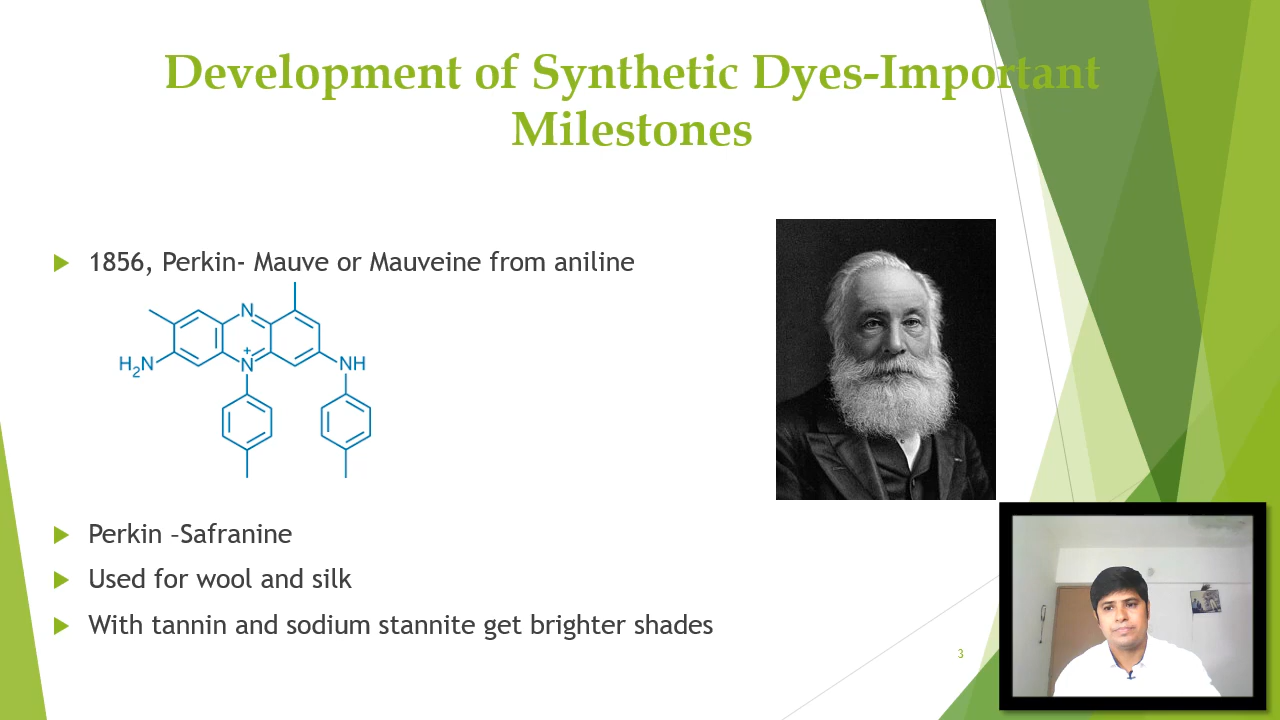 Development of Synthetic Dyes-Important
Milestones
1856, Perkin- Mauve or Mauveine from aniline
N
N
+
H2N
NH
Perkin –Safranine
Used for wool and silk
With tannin and sodium stannite get brighter shades
3